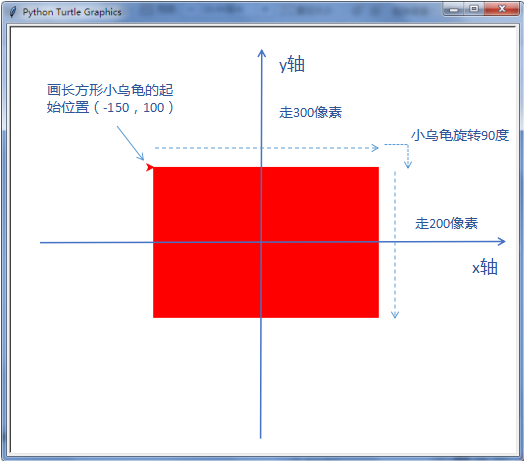 Python Turtle Graphics
y轴
画长方形小乌龟的起
始位置（-150，100）
走300像素
小乌龟旋转90度
走200像素
x轴